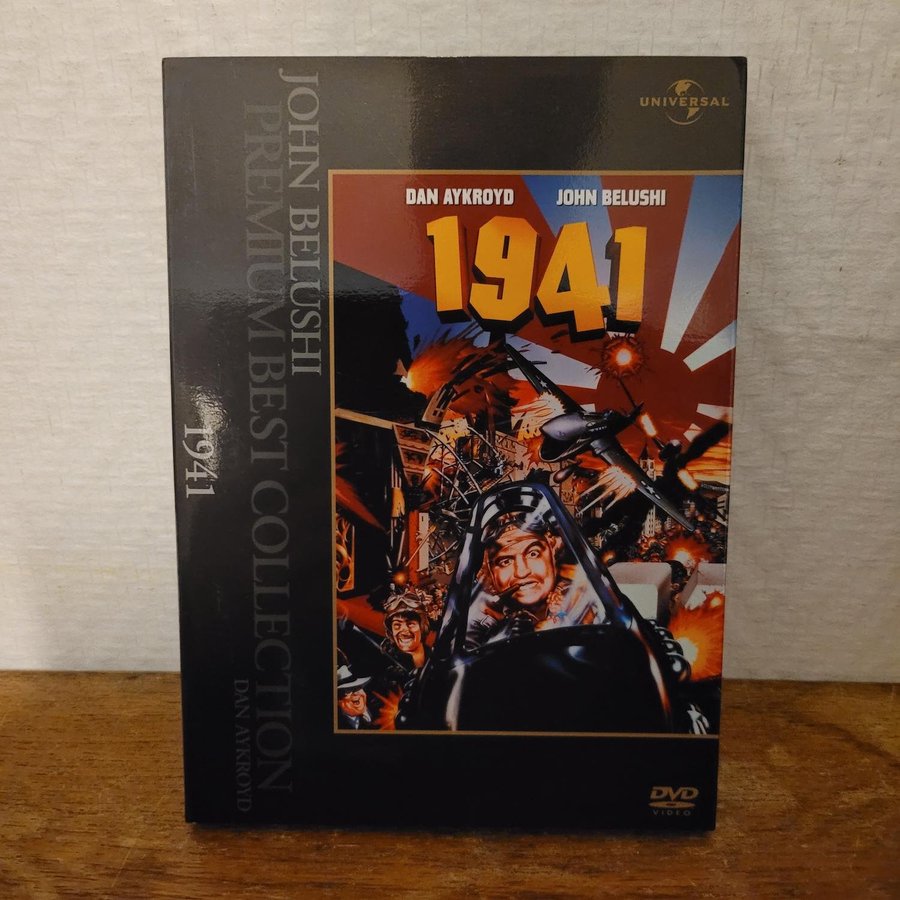 UNIVERSAL
DAN AYKROYD JOHN BELUSHI
1941
JOHN BELUSHI
PREMIUM BEST COLLECTION
1941
DAN AYKROYD
DVD
VIDEO